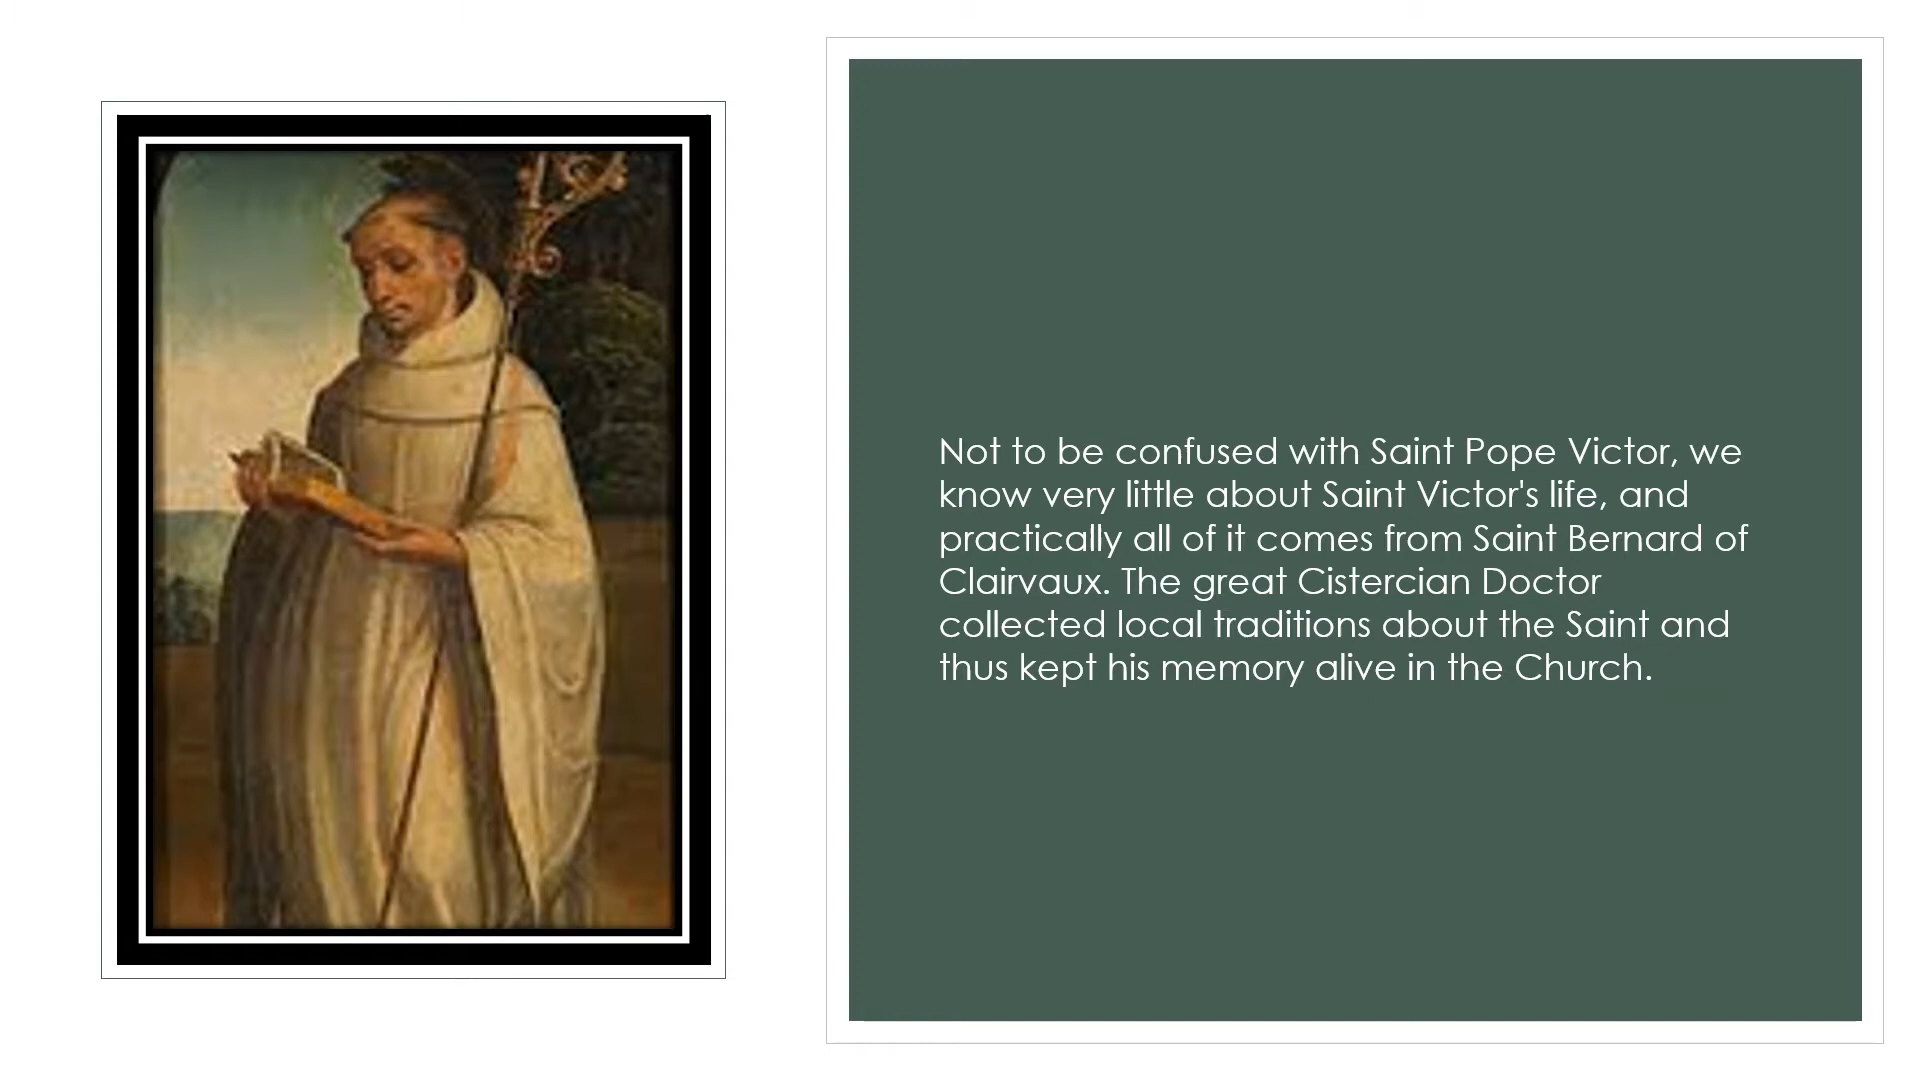 Not to be confused with Saint Pope Victor, we
know very little about Saint Victor's life, and
practically all of it comes from Saint Bernard of
Clairvaux. The great Cistercian Doctor
collected local traditions about the Saint and
thus kept his memory alive in the Church.